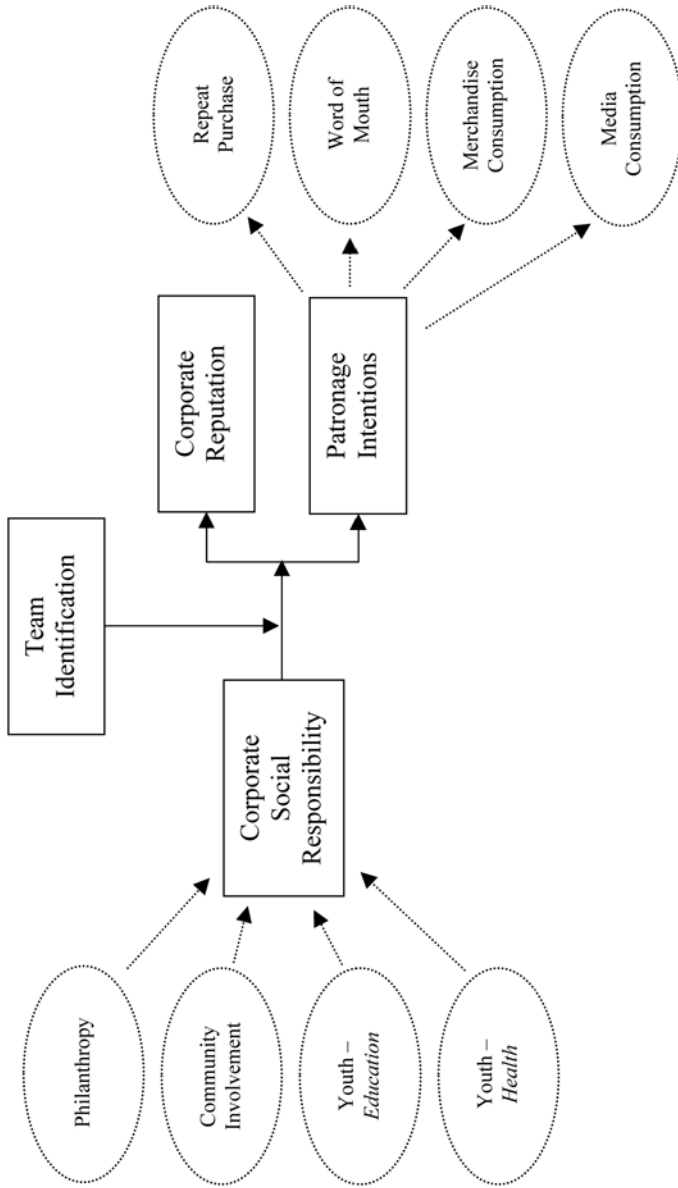 Philanthropy
Community
Involvement
Youth –
Education
Youth –
Health
Corporate
Social
Responsibility
Team
Identification
Corporate
Reputation
Patronage
Intentions
Repeat
Purchase
Word of
Mouth
Merchandise
Consumption
Media
Consumption